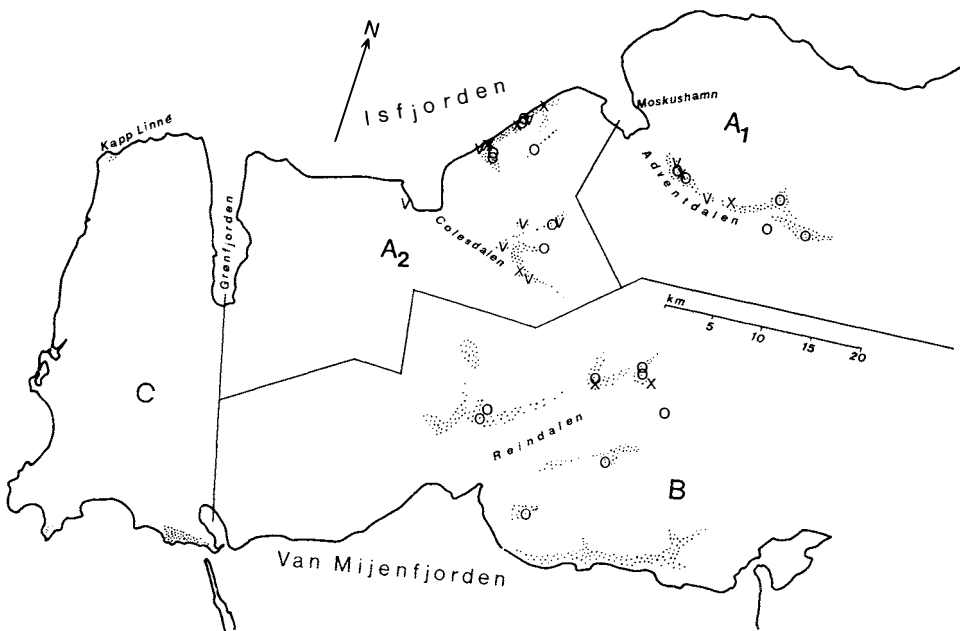 N
Isfjorden
Kapp Linné
Moskushamn
A1
Adventdalen
Grønfjorden
Colesdalen
A2
km
5
10
15
20
C
Reindalen
B
Van Mijenfjorden